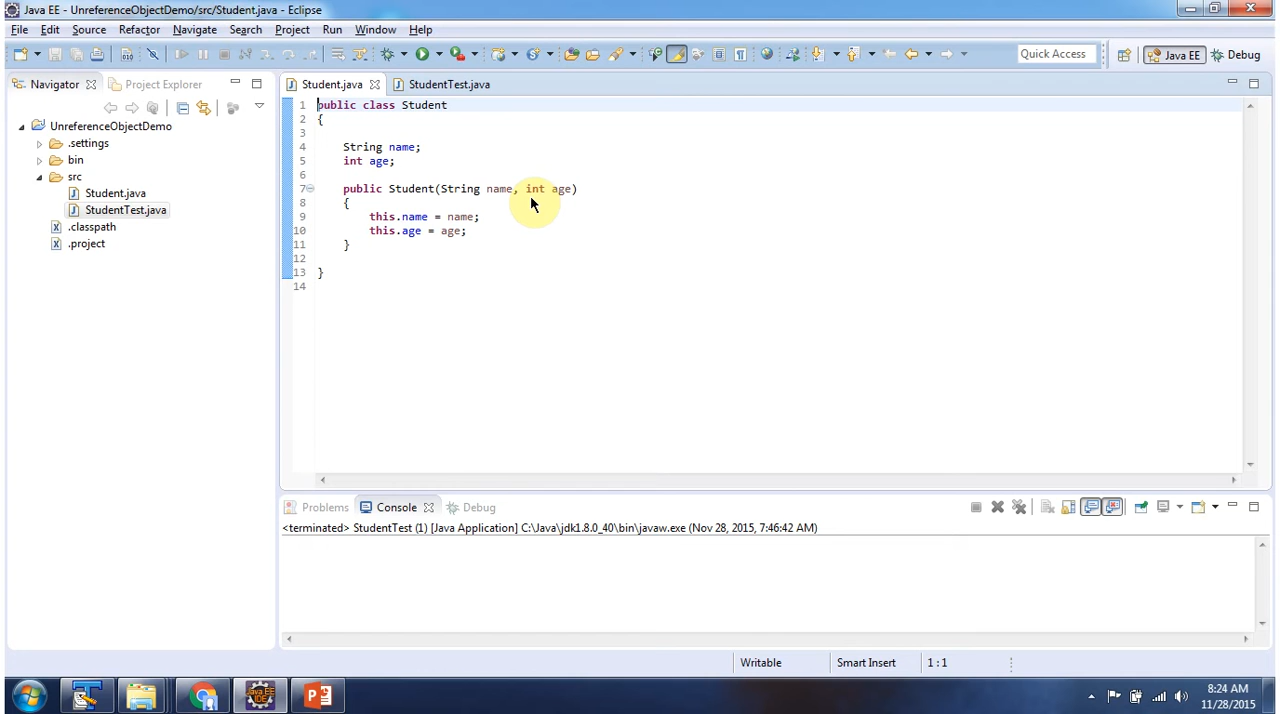 Java EE - UnreferenceObjectDemo/src/Student.java - Eclipse
File Edit Source Refactor Navigate Search Project Run Window Help
Quick Access Java EE Debug
Navigator Project Explorer
Student.java StudentTest.java
UnreferenceObjectDemo
.settings
bin
src
Student.java
StudentTest.java
.classpath
.project
1 public class Student
2 {
3
4 String name;
5 int age;
6
7 public Student(String name, int age)
8 {
9 this.name = name;
10 this.age = age;
11 }
12
13 }
14
Problems Console Debug
<terminated> StudentTest (1) [Java Application] C:\Java\jdk1.8.0_40\bin\javaw.exe (Nov 28, 2015, 7:46:42 AM)
Writable Smart Insert 1 : 1
Java EE
IDE
8:24 AM
11/28/2015